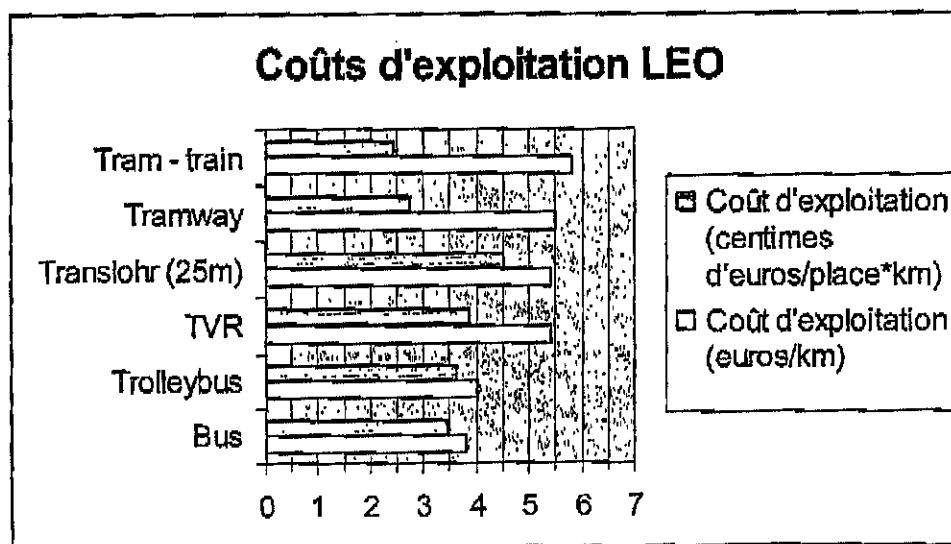 Coûts d'exploitation LEO
Tram - train
Tramway
Translohr (25m)
TVR
Trolleybus
Bus
0 1 2 3 4 5 6 7
Coût d'exploitation
(centimes
d'euros/place*km)
Coût d'exploitation
(euros/km)